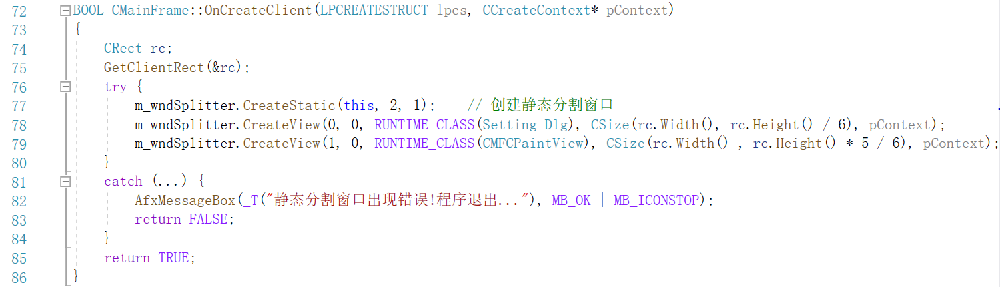 72 BOOL CMainFrame::OnCreateClient(LPCREATESTRUCT lpcs, CCreateContext* pContext)
73 {
74 CRect rc;
75 GetClientRect(&rc);
76 try {
77 m_wndSplitter.CreateStatic(this, 2, 1); // 创建静态分割窗口
78 m_wndSplitter.CreateView(0, 0, RUNTIME_CLASS(Setting_Dlg), CSize(rc.Width(), rc.Height() / 6), pContext);
79 m_wndSplitter.CreateView(1, 0, RUNTIME_CLASS(CMFCPaintView), CSize(rc.Width() , rc.Height() * 5 / 6), pContext);
80 }
81 catch (...) {
82 AfxMessageBox(_T("静态分割窗口出现错误!程序退出..."), MB_OK | MB_ICONSTOP);
83 return FALSE;
84 }
85 return TRUE;
86 }